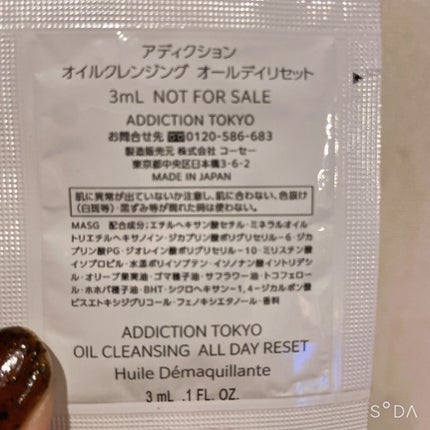 アディクション
オイルクレンジング オールデイリセット
3mL NOT FOR SALE
ADDICTION TOKYO
お問合せ先 0120-586-683
製造販売元 株式会社 コーセー
東京都中央区日本橋3-6-2
MADE IN JAPAN
肌に異常が出ていないか注意し、肌に合わない、色抜け
(白斑等)・黒ずみ等が現れた時は使わない。
MASG 配合成分;エチルヘキサン酸セチル・ミネラルオイル・
トリエチルヘキサノイン・ジカプリン酸ポリグリセリル-6・ジカ
プリン酸PG・ジオレイン酸ポリグリセリル-10・ミリスチン酸
イソプロピル・水添ポリイソブテン・イソノナン酸イソトリデシ
ル・オリーブ果実油・ゴマ種子油・サフラワー油・トコフェロー
ル・ホホバ種子油・BHT・シクロヘキサン-1,4-ジカルボン酸
ビスエトキシジグリコール・フェノキシエタノール・香料
ADDICTION TOKYO
OIL CLEANSING ALL DAY RESET
Huile Démaquillante
3 mL .1 FL. OZ.
SODA